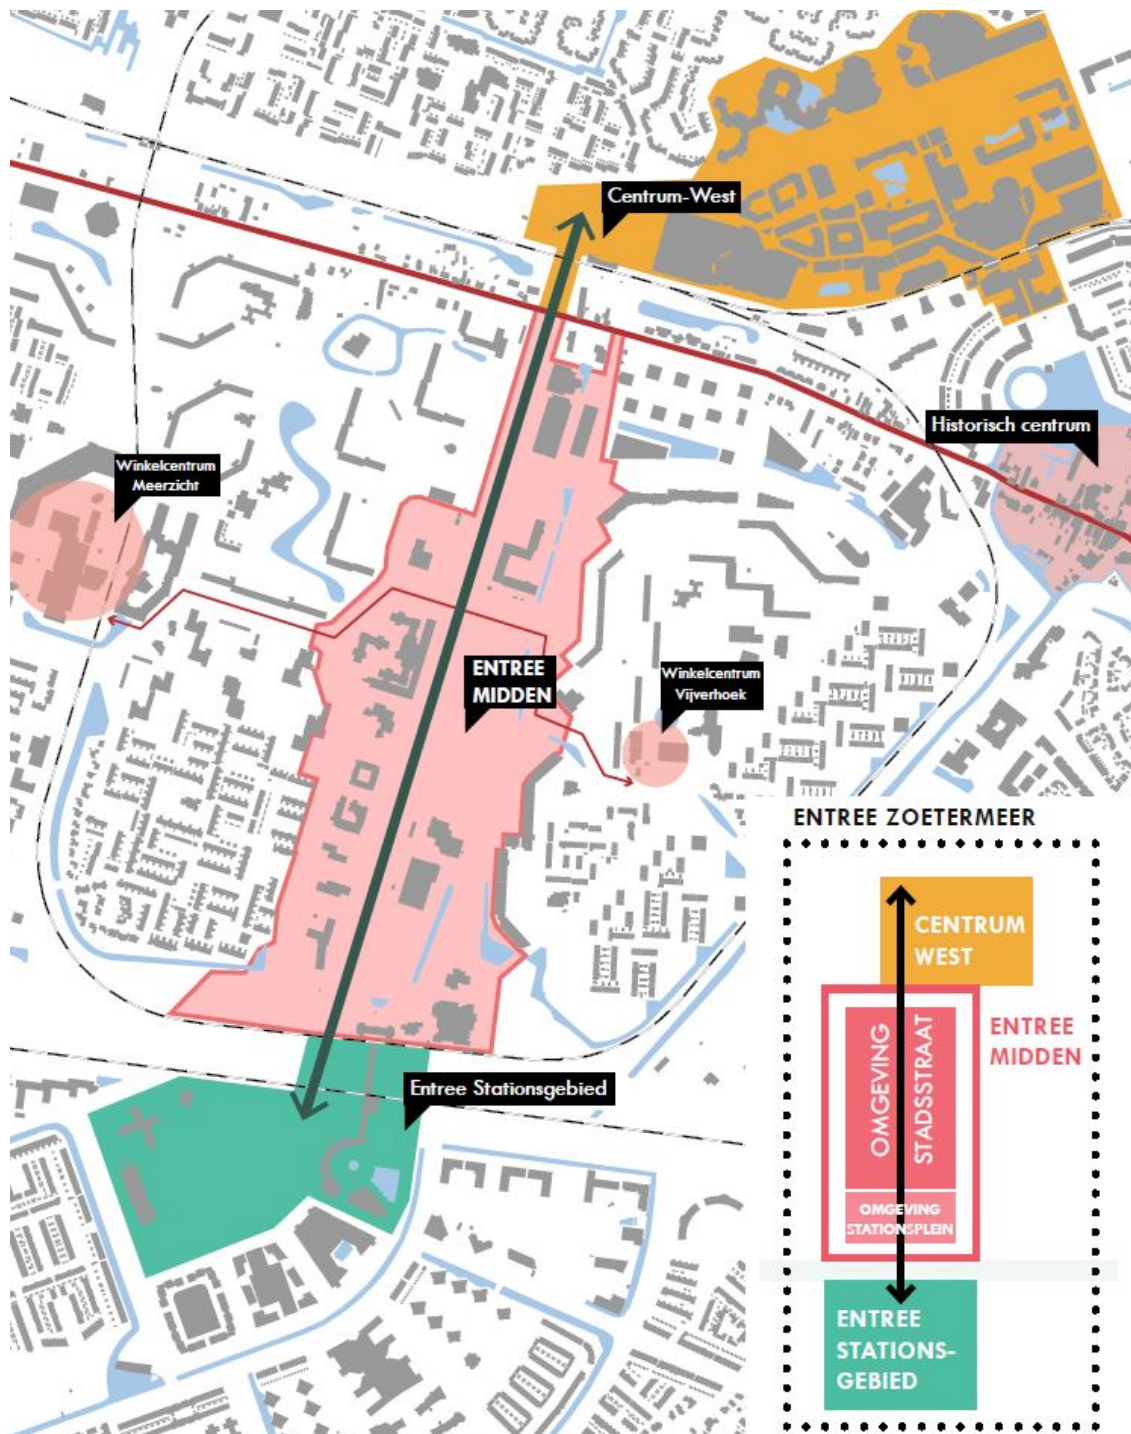 Centrum-West
Historisch centrum
Winkelcentrum
Meerzicht
ENTREE
MIDDEN
Winkelcentrum
Vijverhoek
Entree Stationsgebied
ENTREE ZOETERMEER
CENTRUM
WEST
ENTREE
MIDDEN
OMGEVING
STADSSTRAAT
OMGEVING
STATIONSPLEIN
ENTREE
STATIONS-
GEBIED